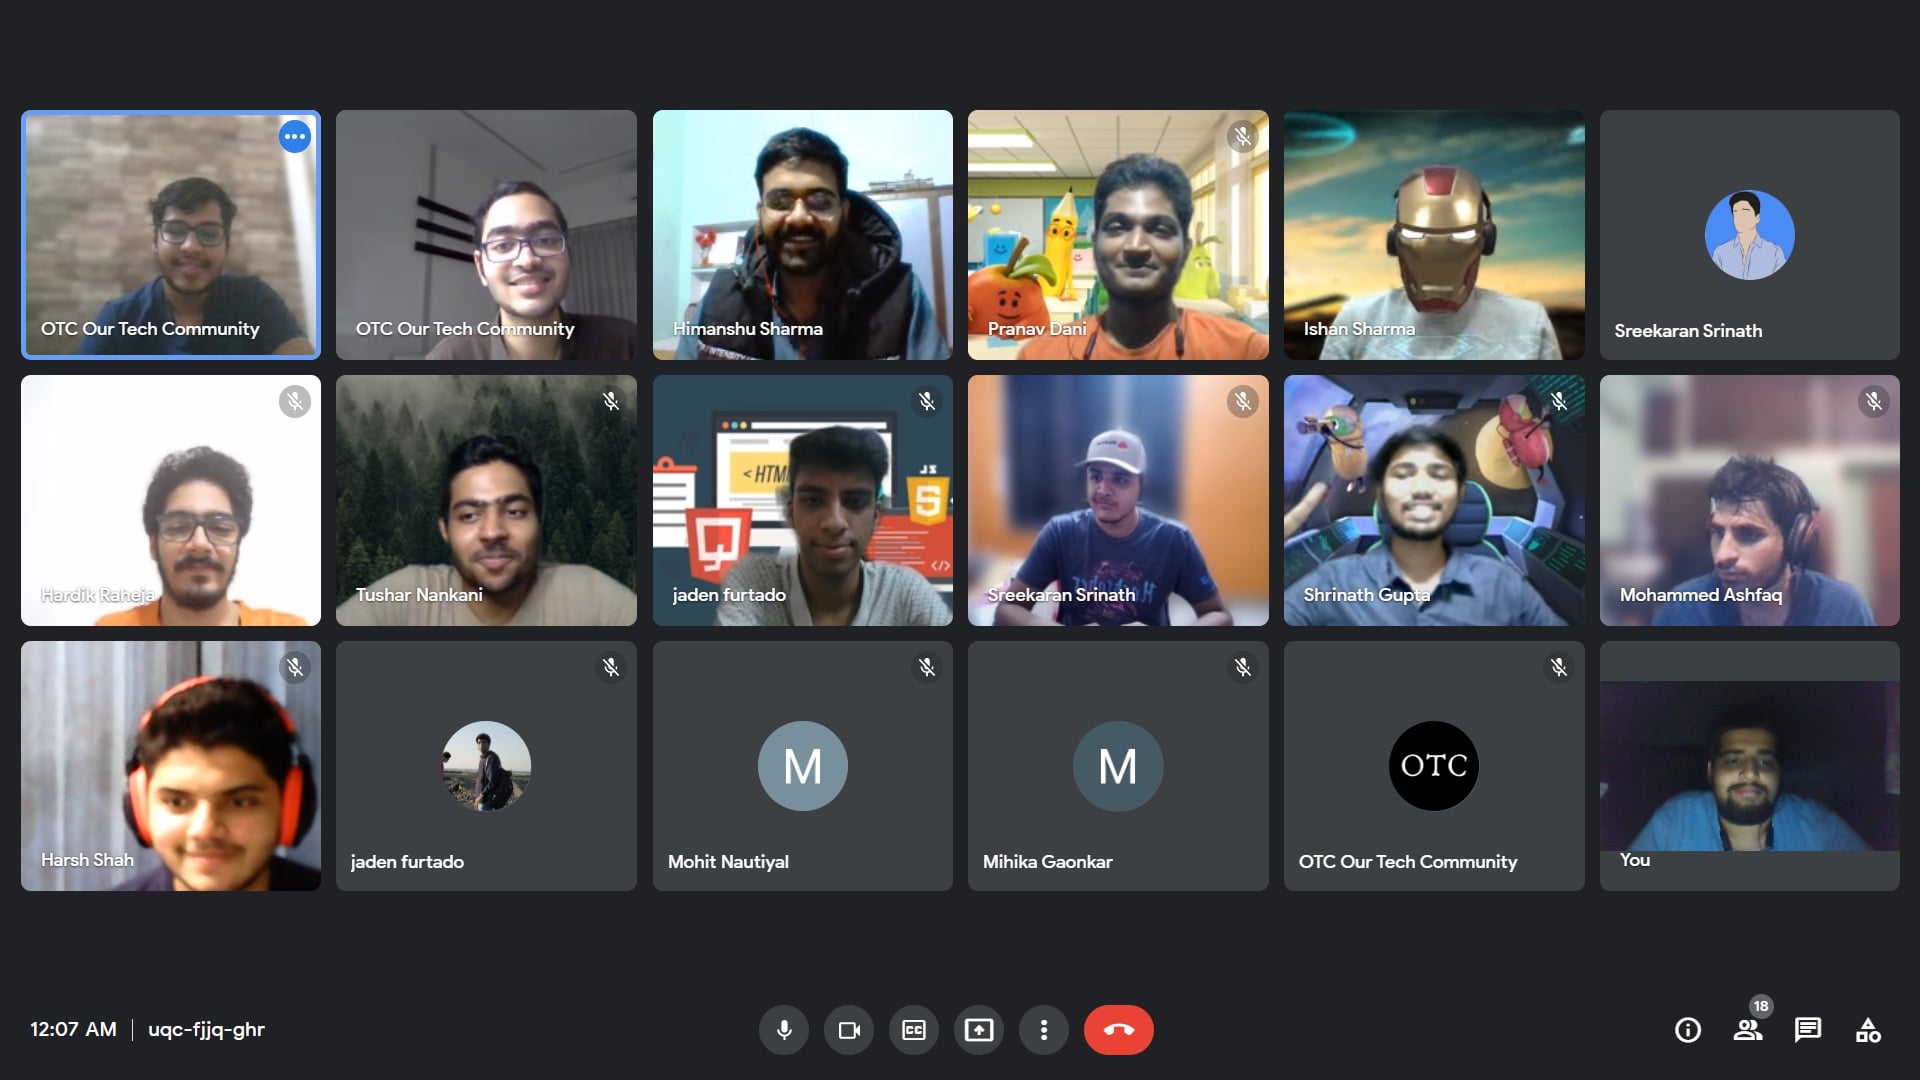 OTC Our Tech Community
OTC Our Tech Community
Himanshu Sharma
Pranav Dani
Ishan Sharma
Sreekaran Srinath
Hardik Raheja
Tushar Nankani
jaden furtado
Sreekaran Srinath
Shrinath Gupta
Mohammed Ashfaq
< HTM
JS
5
</>
Harsh Shah
jaden furtado
M
Mohit Nautiyal
M
Mihika Gaonkar
OTC
OTC Our Tech Community
You
12:07 AM
uqc-fjjq-ghr
CC
18